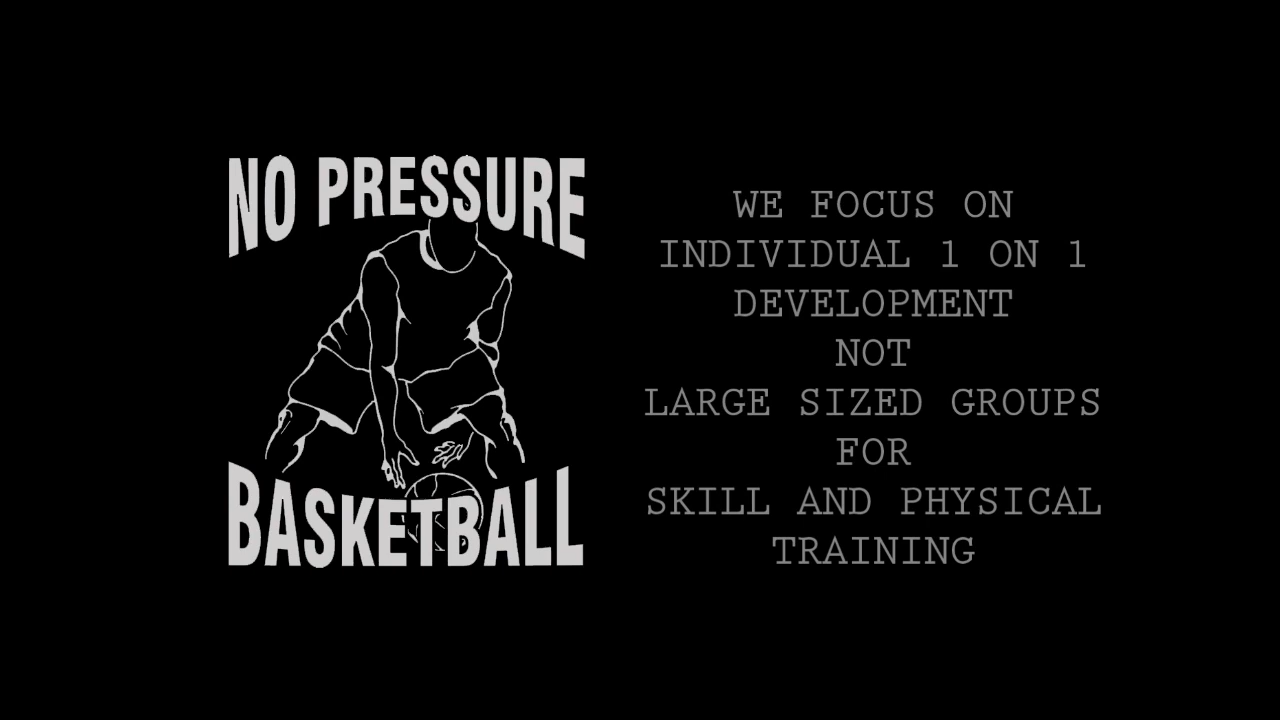 NO PRESSURE
BASKETBALL
WE FOCUS ON
INDIVIDUAL 1 ON 1
DEVELOPMENT
NOT
LARGE SIZED GROUPS
FOR
SKILL AND PHYSICAL
TRAINING